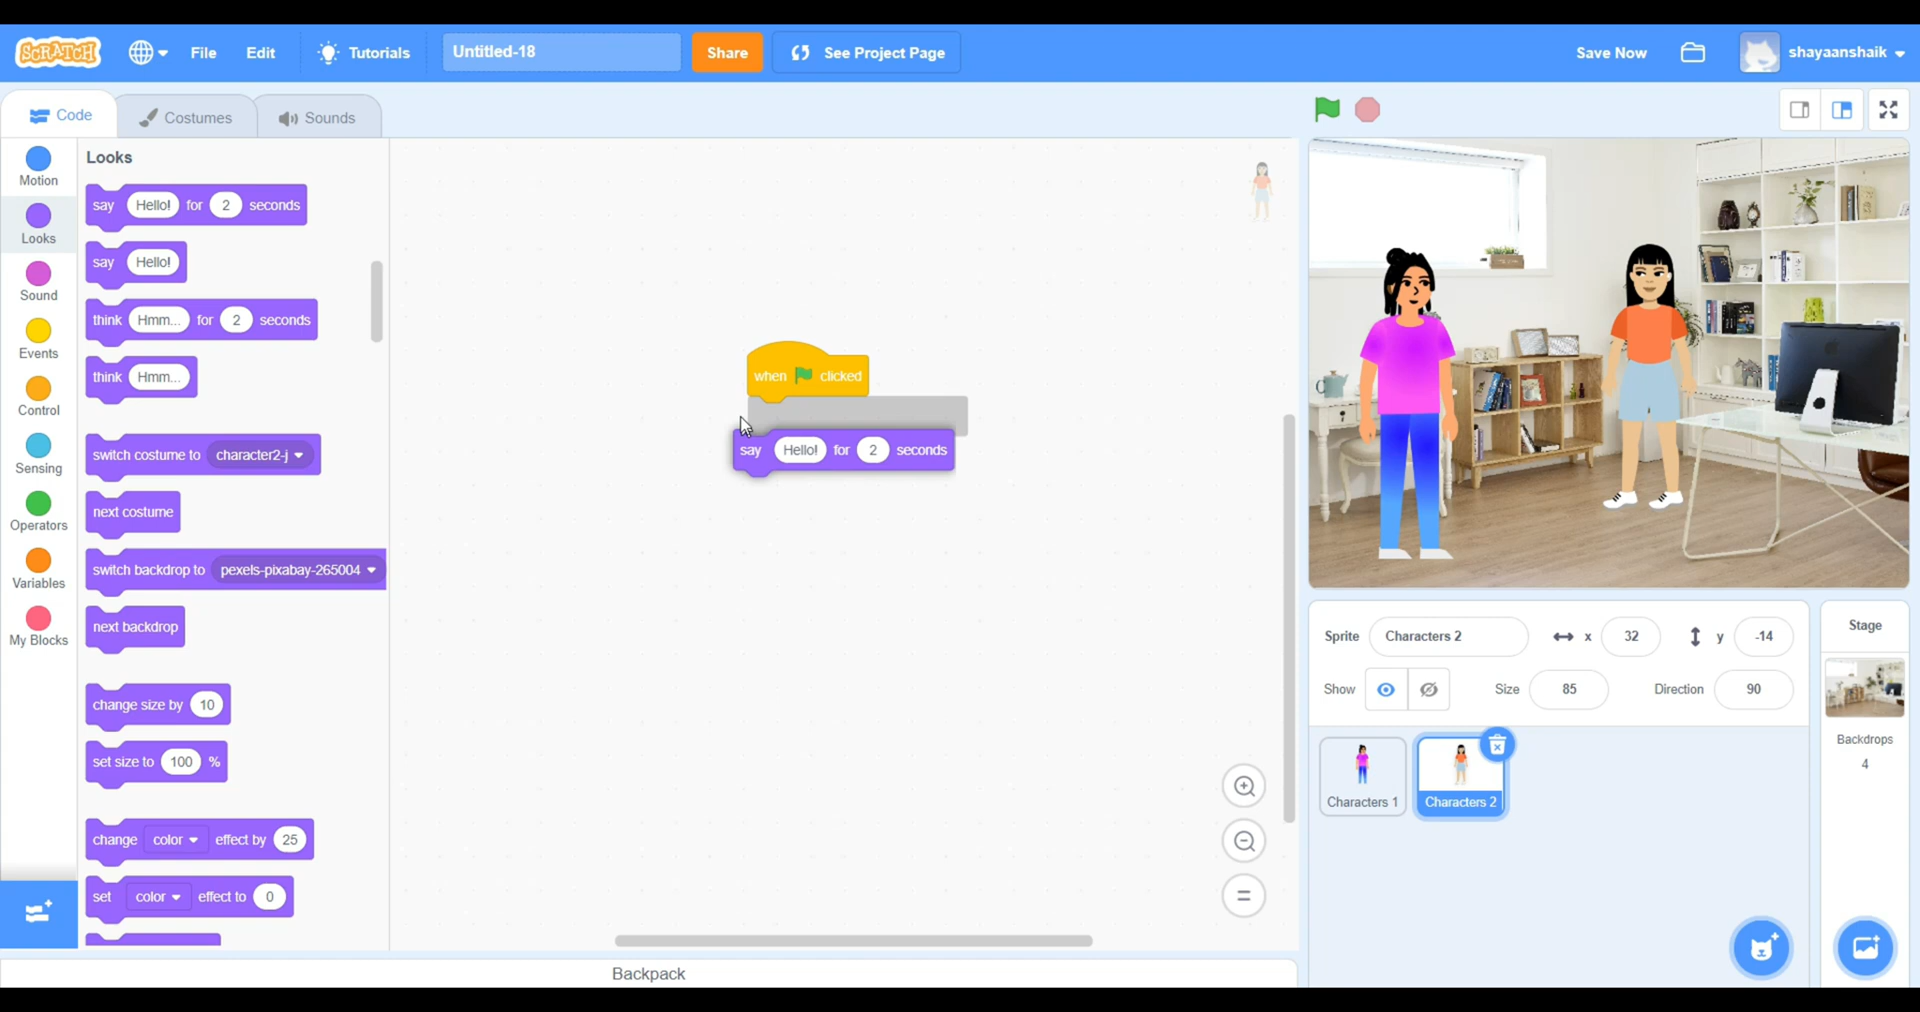 SCRATCH File Edit Tutorials Untitled-18 Share See Project Page Save Now shayaanshaik
Code Costumes Sounds
Motion
Looks
Sound
Events
Control
Sensing
Operators
Variables
My Blocks
Looks
say Hello! for 2 seconds
say Hello!
think Hmm... for 2 seconds
think Hmm...
switch costume to character2-j
next costume
switch backdrop to pexels-pixabay-265004
next backdrop
change size by 10
set size to 100 %
change color effect by 25
set color effect to 0
when clicked
say Hello! for 2 seconds
Backpack
Sprite Characters 2 x 32 y -14
Show Size 85 Direction 90
Characters 1 Characters 2
Stage
Backdrops
4